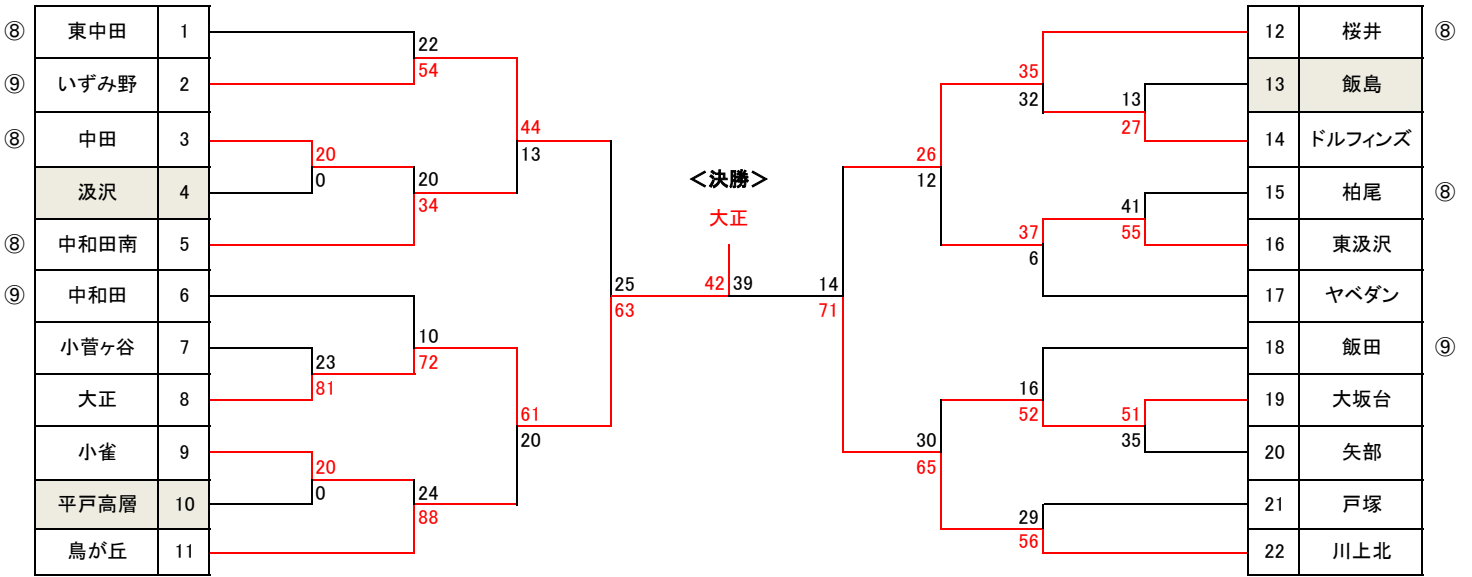 ⑧ 東中田 1
22
⑨ いずみ野 2
54
⑧ 中田 3
20
44
13
汲沢 4
0
20
34
⑧ 中和田南 5
⑨ 中和田 6
25
63
小菅ヶ谷 7
23
10
72
大正 8
81
61
20
小雀 9
20
平戸高層 10
0
24
88
鳥が丘 11
<決勝>
大正
42 39
12 桜井 ⑧
35
32
13 飯島
13
27
14 ドルフィンズ
26
12
15 柏尾 ⑧
41
55
16 東汲沢
37
6
17 ヤベダン
14
71
18 飯田 ⑨
16
52
19 大坂台
51
35
20 矢部
30
65
21 戸塚
29
56
22 川上北